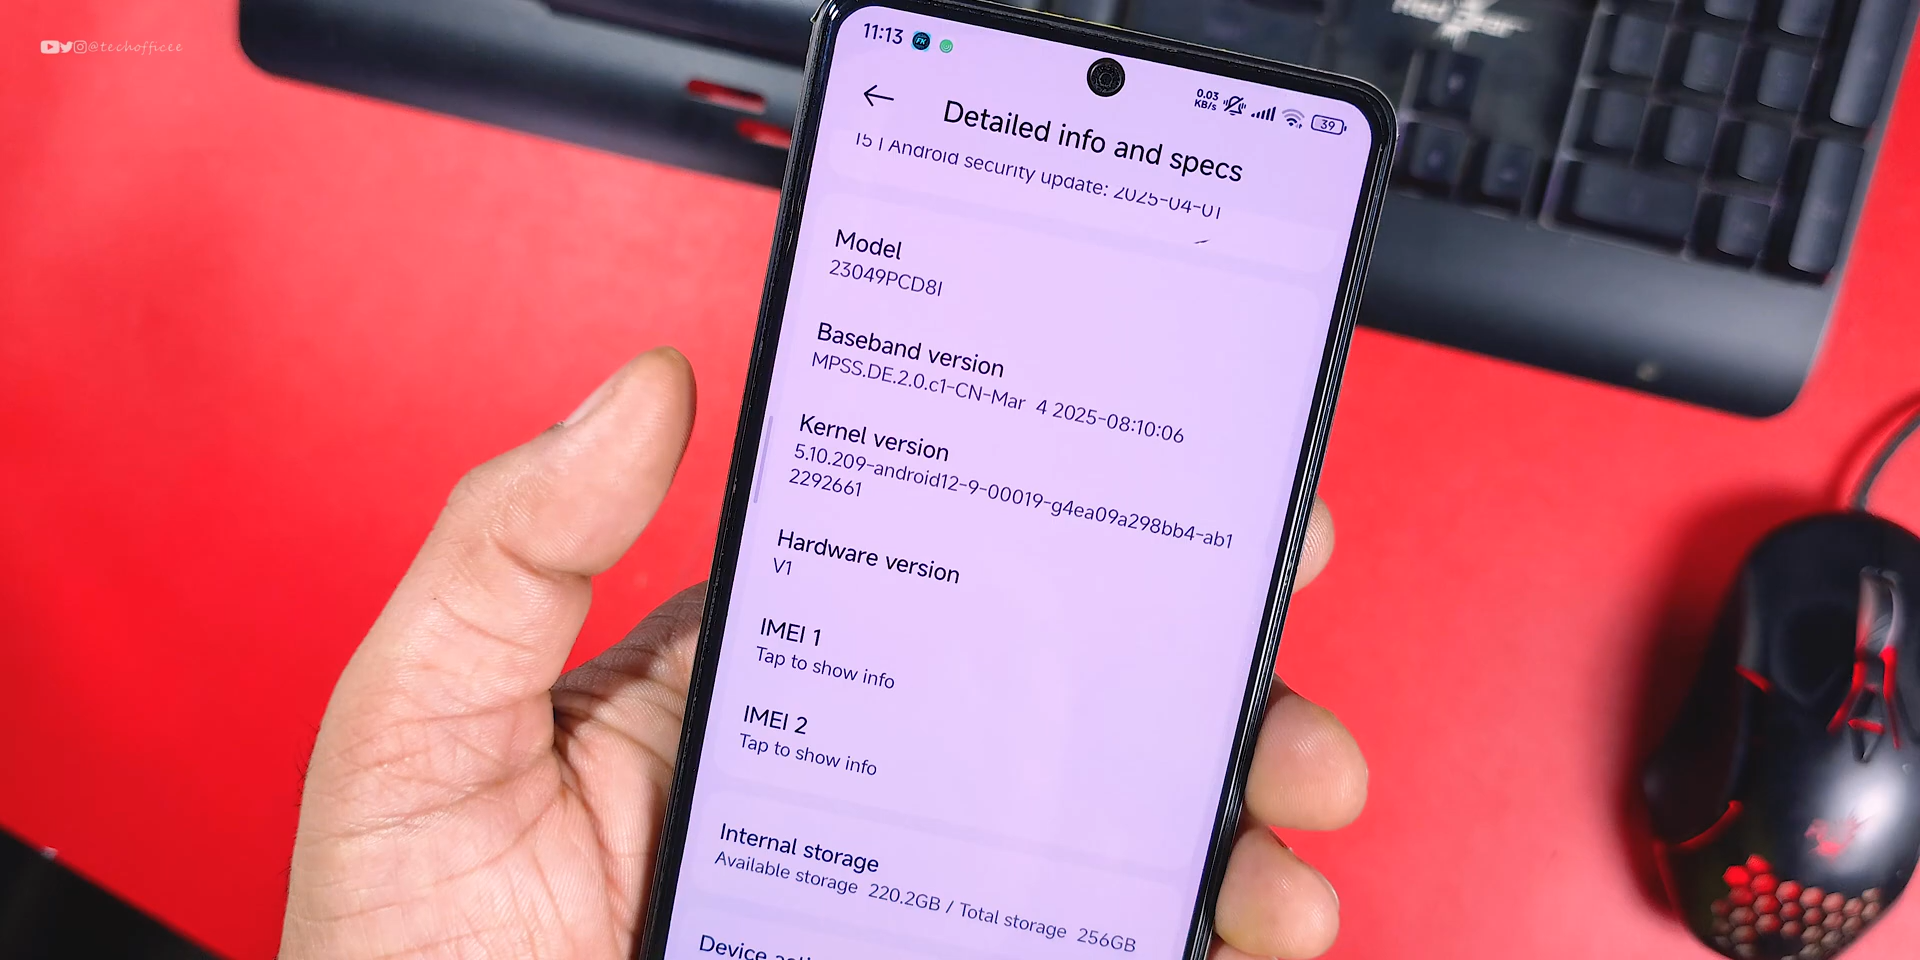 @techofficee
11:13
0.03
KB/s
39
Detailed info and specs
15 | Android security update: 2025-04-01
Model
23049PCD8I
Baseband version
MPSS.DE.2.0.c1-CN-Mar 4 2025-08:10:06
Kernel version
5.10.209-android12-9-00019-g4ea09a298bb4-ab1
2292661
Hardware version
V1
IMEI 1
Tap to show info
IMEI 2
Tap to show info
Internal storage
Available storage 220.2GB / Total storage 256GB
Device